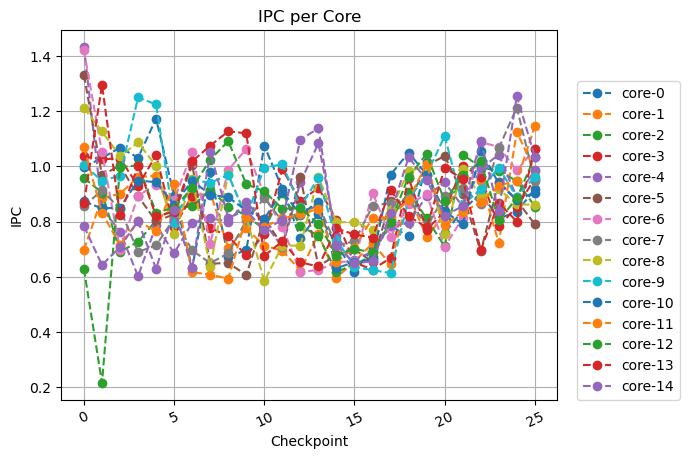 IPC per Core
IPC
1.4
1.2
1.0
0.8
0.6
0.4
0.2
0
5
10
15
20
25
Checkpoint
core-0
core-1
core-2
core-3
core-4
core-5
core-6
core-7
core-8
core-9
core-10
core-11
core-12
core-13
core-14